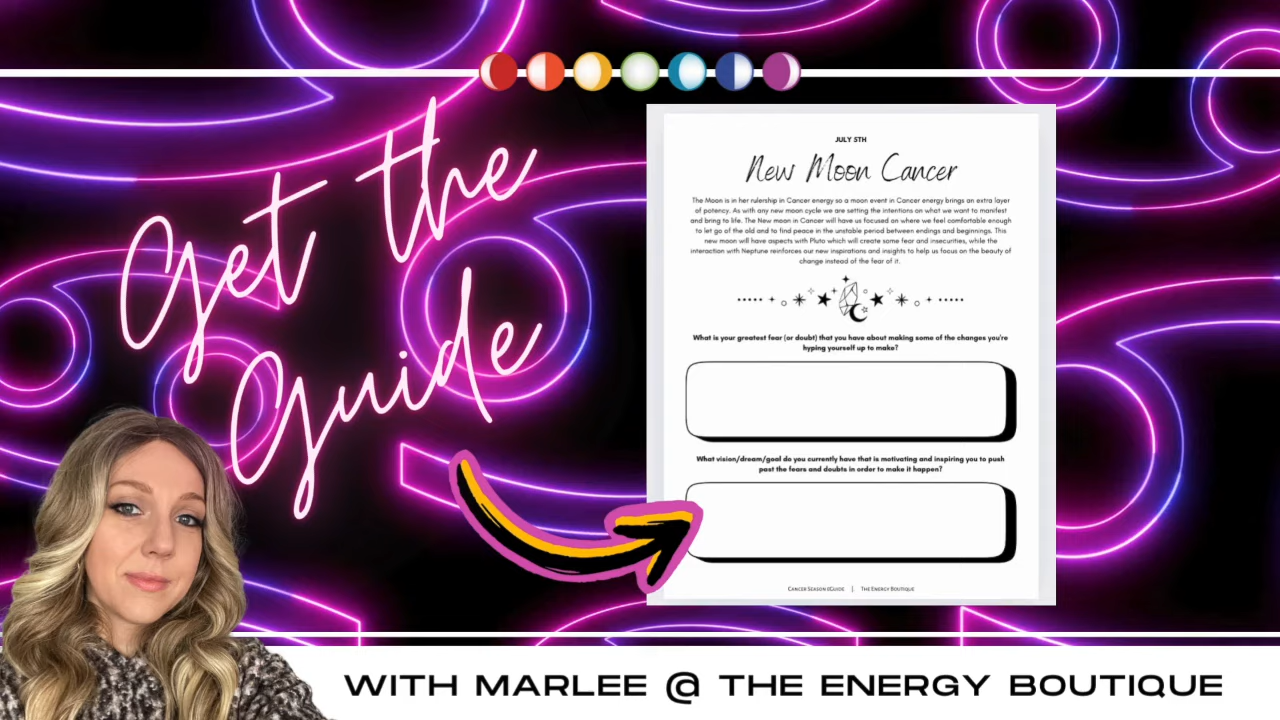 Get the
Guide
JULY 5TH
New Moon Cancer
The Moon is in her rulership in Cancer energy so a moon event in Cancer energy brings an extra layer
of potency. As with any new moon cycle we are setting the intentions on what we want to manifest
and bring to life. The New moon in Cancer will have us focused on where we feel comfortable enough
to let go of the old and to find peace in the unstable period between endings and beginnings. This
new moon will have aspects with Pluto which will create some fear and insecurities, while the
interaction with Neptune reinforces our new inspirations and insights to help us focus on the beauty of
change instead of the fear of it.
What is your greatest fear (or doubt) that you have about making some of the changes you're
hyping yourself up to make?
What vision/dream/goal do you currently have that is motivating and inspiring you to push
past the fears and doubts in order to make it happen?
CANCER SEASON EGUIDE | THE ENERGY BOUTIQUE
WITH MARLEE @ THE ENERGY BOUTIQUE